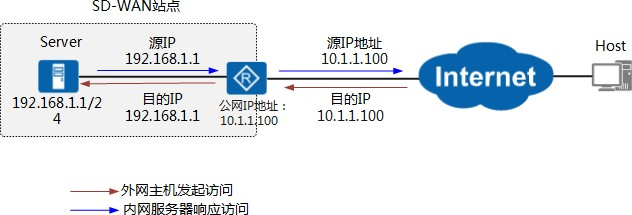 SD-WAN站点
Server
源IP
192.168.1.1
源IP地址
10.1.1.100
Host
Internet
192.168.1.1/2
4
目的IP
192.168.1.1
公网IP地址：
10.1.1.100
目的IP
10.1.1.100
外网主机发起访问
内网服务器响应访问